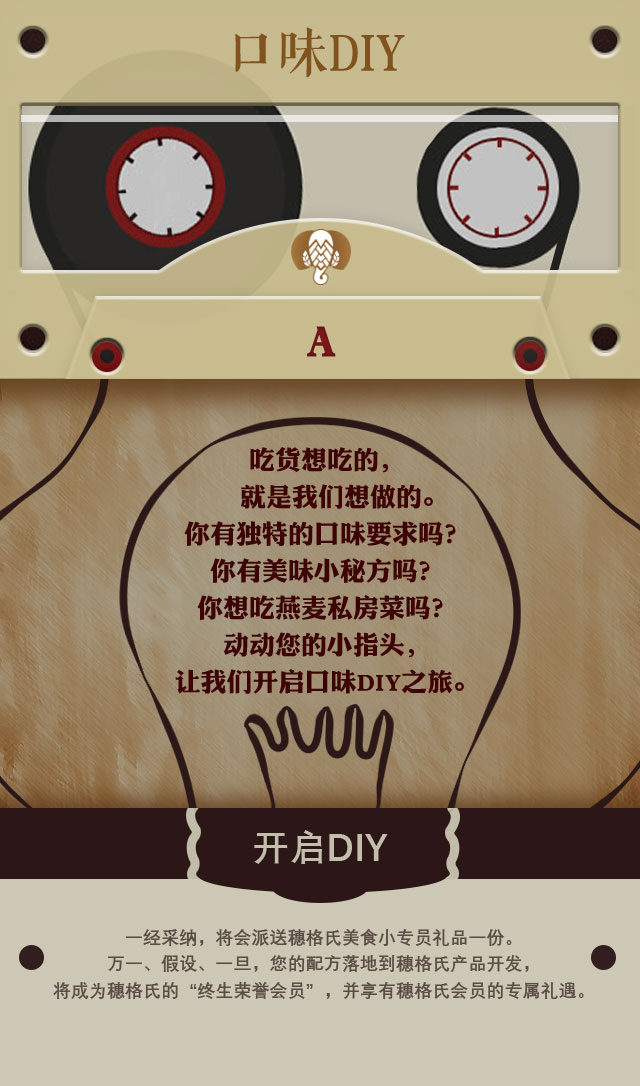 口味DIY
A
吃货想吃的，
就是我们想做的。
你有独特的口味要求吗?
你有美味小秘方吗?
你想吃燕麦私房菜吗?
动动您的小指头，
让我们开启口味DIY之旅。
开启DIY
一经采纳，将会派送穗格氏美食小专员礼品一份。
万一、假设、一旦，您的配方落地到穗格氏产品开发，
将成为穗格氏的“终生荣誉会员”，并享有穗格氏会员的专属礼遇。